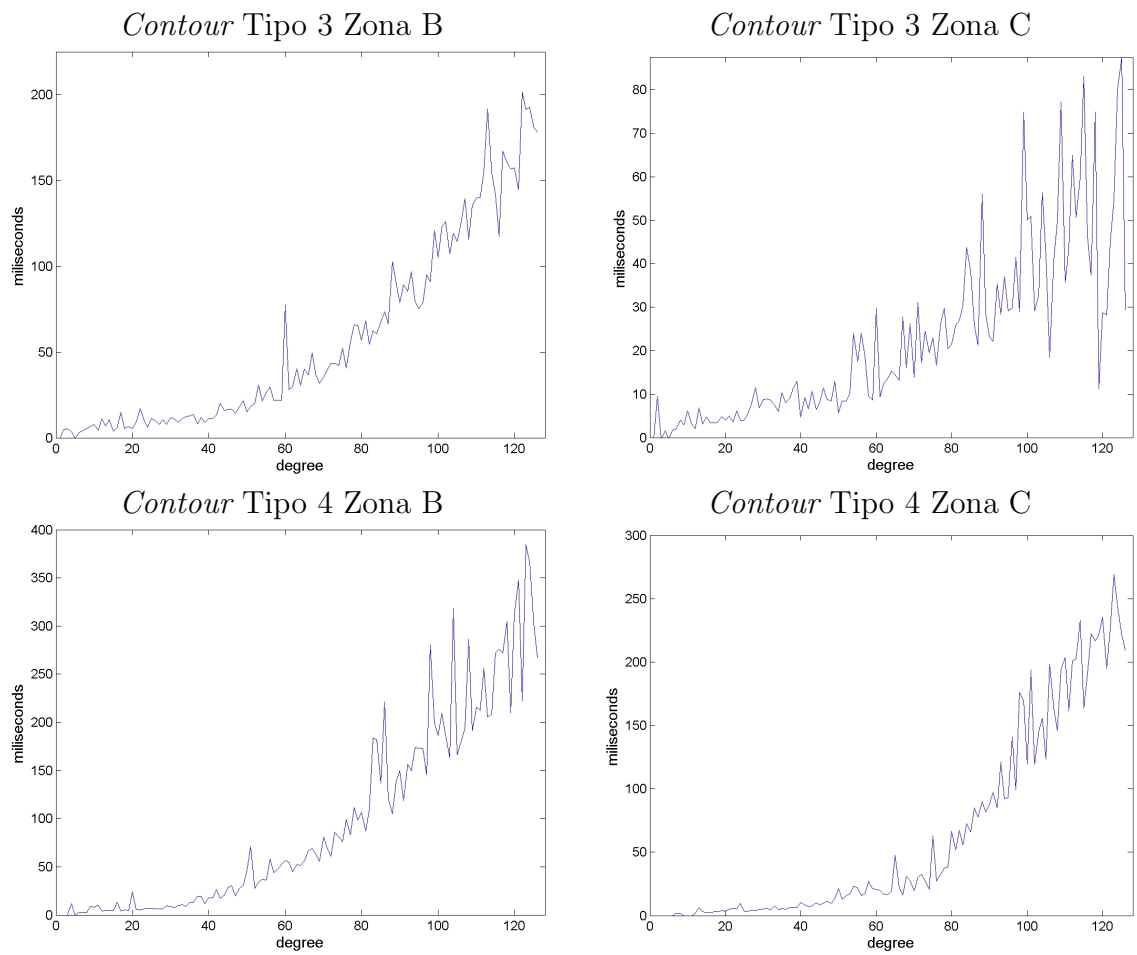 Contour Tipo 3 Zona B
200
150
100
50
0
0 20 40 60 80 100 120
miliseconds
degree
Contour Tipo 3 Zona C
80
70
60
50
40
30
20
10
0
0 20 40 60 80 100 120
miliseconds
degree
Contour Tipo 4 Zona B
400
350
300
250
200
150
100
50
0
0 20 40 60 80 100 120
miliseconds
degree
Contour Tipo 4 Zona C
300
250
200
150
100
50
0
0 20 40 60 80 100 120
miliseconds
degree